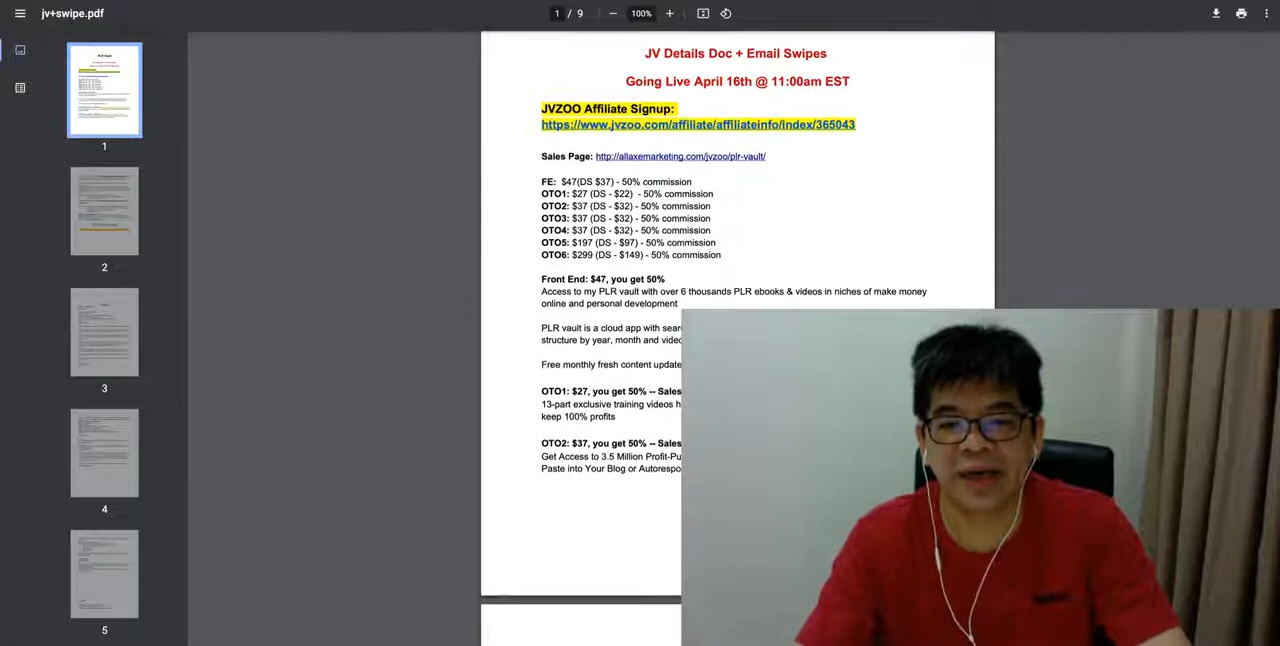 jv+swipe.pdf
1 / 9
100%
JV Details Doc + Email Swipes
Going Live April 16th @ 11:00am EST
JVZOO Affiliate Signup:
https://www.jvzoo.com/affiliate/affiliateinfo/index/365043
Sales Page: http://allaxemarketing.com/jvzoo/plr-vault/
FE: $47(DS $37) - 50% commission
OTO1: $27 (DS - $22) - 50% commission
OTO2: $37 (DS - $32) - 50% commission
OTO3: $37 (DS - $32) - 50% commission
OTO4: $37 (DS - $32) - 50% commission
OTO5: $197 (DS - $97) - 50% commission
OTO6: $299 (DS - $149) - 50% commission
Front End: $47, you get 50%
Access to my PLR vault with over 6 thousands PLR ebooks & videos in niches of make money
online and personal development
PLR vault is a cloud app with sear
structure by year, month and video
Free monthly fresh content update
OTO1: $27, you get 50% -- Sales
13-part exclusive training videos h
keep 100% profits
OTO2: $37, you get 50% -- Sales
Get Access to 3.5 Million Profit-Pu
Paste into Your Blog or Autorespo
1
2
3
4
5